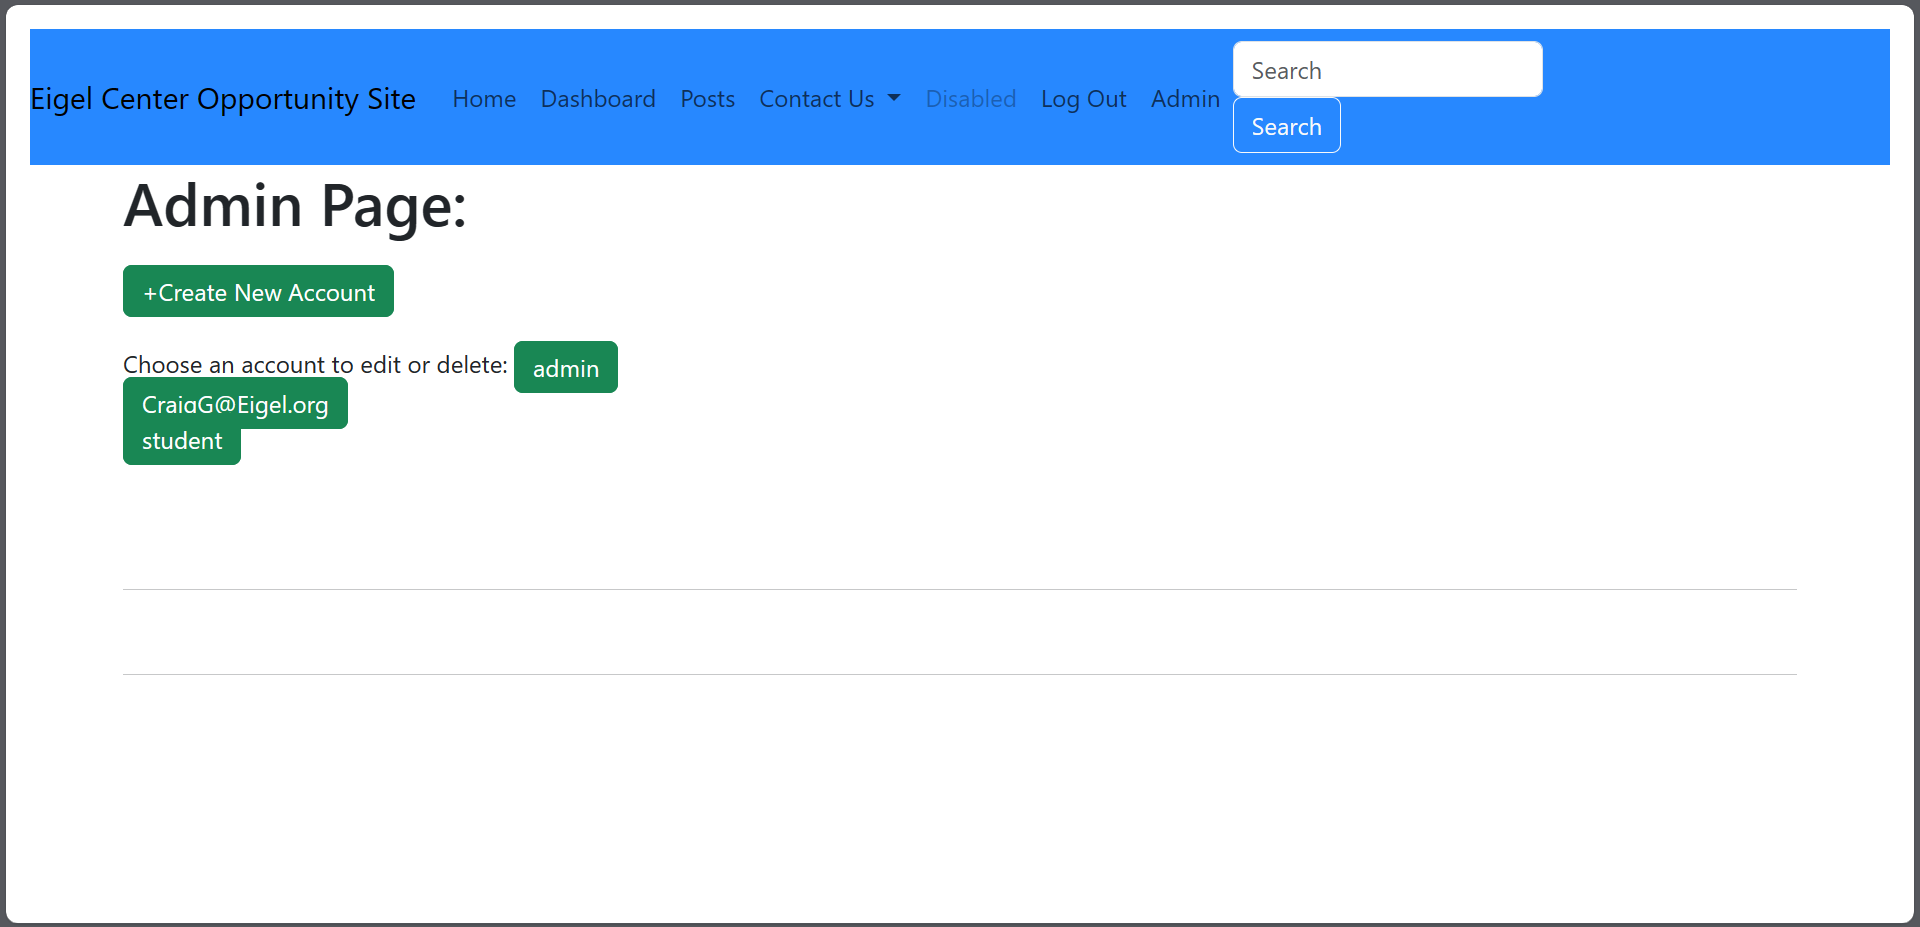 Eigel Center Opportunity Site Home Dashboard Posts Contact Us Disabled Log Out Admin
Search
Search
Admin Page:
+Create New Account
Choose an account to edit or delete: admin
CraigG@Eigel.org
student